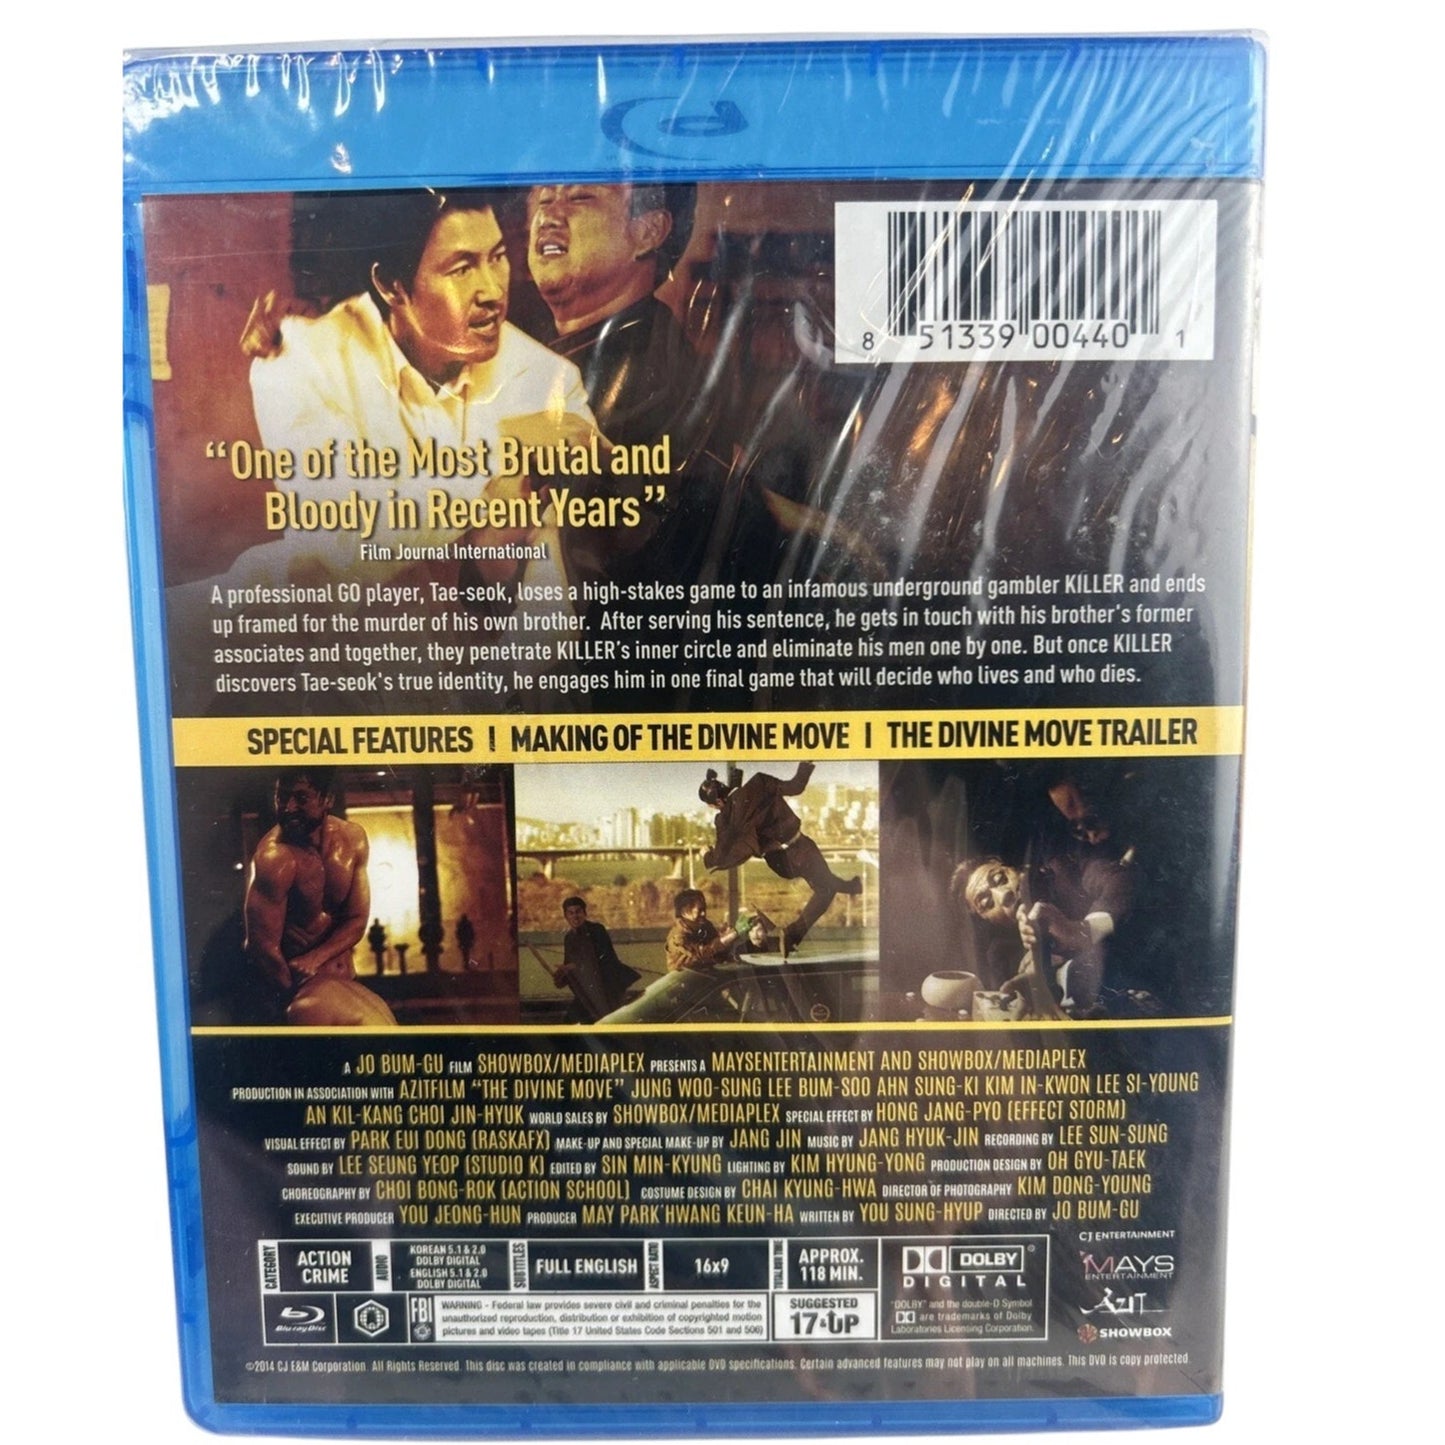 8 51339 00440 1
“One of the Most Brutal and
Bloody in Recent Years”
Film Journal International
A professional GO player, Tae-seok, loses a high-stakes game to an infamous underground gambler KILLER and ends
up framed for the murder of his own brother. After serving his sentence, he gets in touch with his brother's former
associates and together, they penetrate KILLER's inner circle and eliminate his men one by one. But once KILLER
discovers Tae-seok's true identity, he engages him in one final game that will decide who lives and who dies.
SPECIAL FEATURES | MAKING OF THE DIVINE MOVE | THE DIVINE MOVE TRAILER
A JO BUM-GU FILM SHOWBOX/MEDIAPLEX PRESENTS A MAYSENTERTAINMENT AND SHOWBOX/MEDIAPLEX
PRODUCTION IN ASSOCIATION WITH AZITFILM “THE DIVINE MOVE” JUNG WOO-SUNG LEE BUM-SOO AHN SUNG-KI KIM IN-KWON LEE SI-YOUNG
AN KIL-KANG CHOI JIN-HYUK WORLD SALES BY SHOWBOX/MEDIAPLEX SPECIAL EFFECT BY HONG JANG-PYO (EFFECT STORM)
VISUAL EFFECT BY PARK EUI DONG (RASKAFX) MAKE-UP AND SPECIAL MAKE-UP BY JANG JIN MUSIC BY JANG HYUK-JIN RECORDING BY LEE SUN-SUNG
SOUND BY LEE SEUNG YEOP (STUDIO K) EDITED BY SIN MIN-KYUNG LIGHTING BY KIM HYUNG-YONG PRODUCTION DESIGN BY OH GYU-TAEK
CHOREOGRAPHY BY CHOI BONG-ROK (ACTION SCHOOL) COSTUME DESIGN BY CHAI KYUNG-HWA DIRECTOR OF PHOTOGRAPHY KIM DONG-YOUNG
EXECUTIVE PRODUCER YOU JEONG-HUN PRODUCER MAY PARK HWANG KEUN-HA WRITTEN BY YOU SUNG-HYUP DIRECTED BY JO BUM-GU
CJ ENTERTAINMENT
MAYS
ENTERTAINMENT
AZIT
SHOWBOX
CATEGORY
ACTION
CRIME
AUDIO
KOREAN 5.1 & 2.0
DOLBY DIGITAL
ENGLISH 5.1 & 2.0
DOLBY DIGITAL
SUBTITLES
FULL ENGLISH
ASPECT RATIO
16x9
APPROX.
118 MIN.
DOLBY
DIGITAL
Blu-ray Disc
FBI
WARNING - Federal law provides severe civil and criminal penalties for the
unauthorized reproduction, distribution or exhibition of copyrighted motion
pictures and video tapes (Title 17 United States Code Sections 501 and 506)
SUGGESTED
17 & UP
"DOLBY" and the double-D Symbol
are trademarks of Dolby
Laboratories Licensing Corporation.
©2014 CJ E&M Corporation. All Rights Reserved. This disc was created in compliance with applicable DVD specifications. Certain advanced features may not play on all machines. This DVD is copy protected.